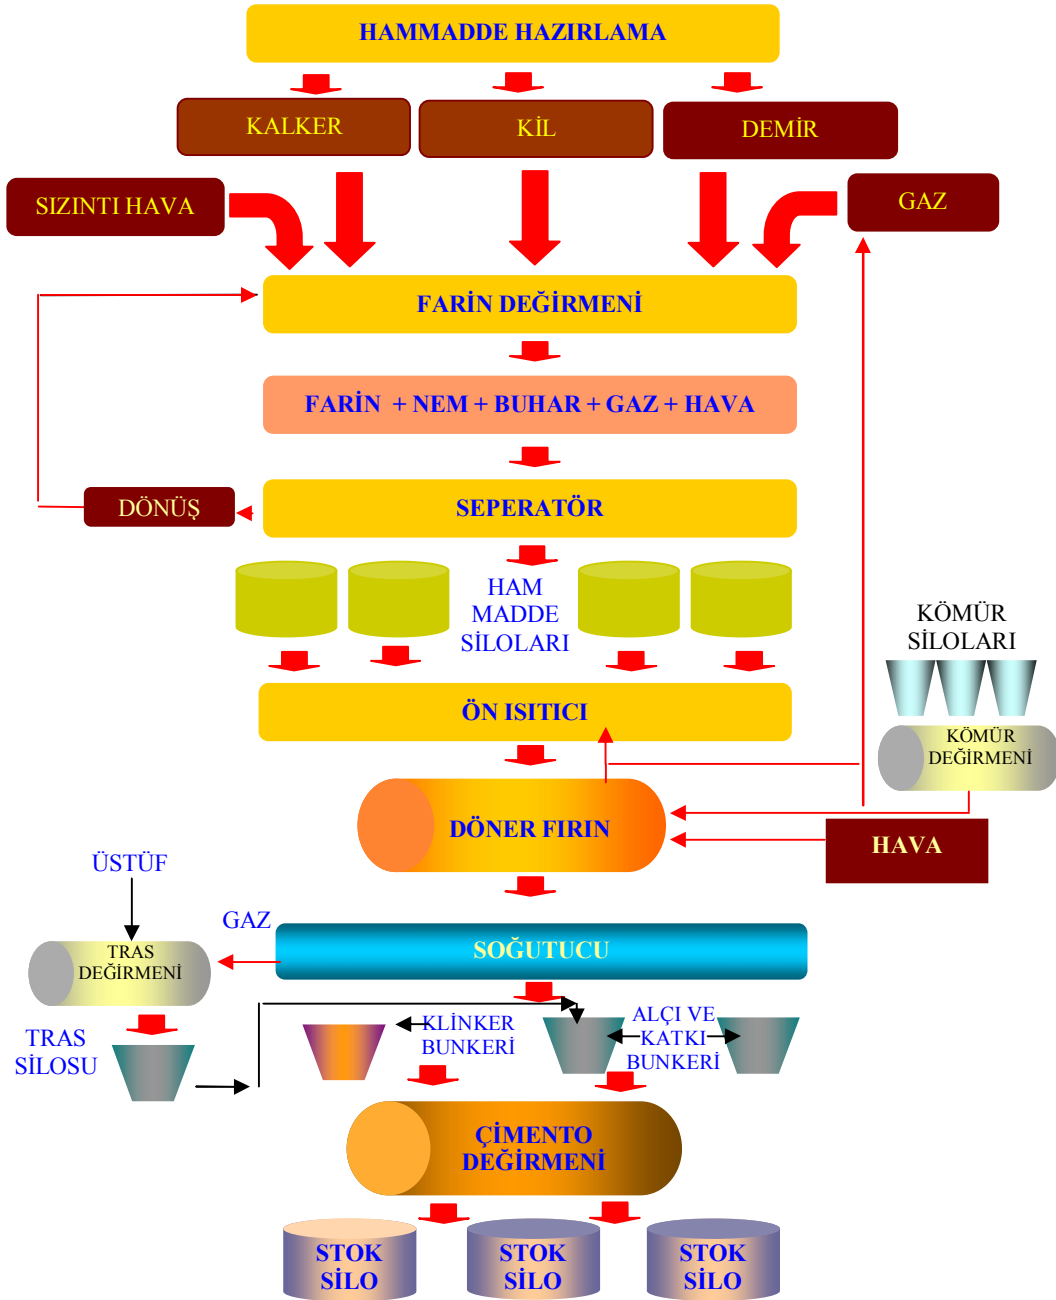 HAMMADDE HAZIRLAMA
KALKER
KİL
DEMİR
SIZINTI HAVA
GAZ
FARİN DEĞİRMENİ
FARİN + NEM + BUHAR + GAZ + HAVA
DÖNÜŞ
SEPERATÖR
HAM
MADDE
SİLOLARI
KÖMÜR
SİLOLARI
ÖN ISITICI
KÖMÜR
DEĞİRMENİ
DÖNER FIRIN
HAVA
ÜSTÜF
GAZ
TRAS
DEĞİRMENİ
SOĞUTUCU
TRAS
SİLOSU
KLİNKER
BUNKERİ
ALÇI VE
KATKI
BUNKERİ
ÇİMENTO
DEĞİRMENİ
STOK
SİLO
STOK
SİLO
STOK
SİLO